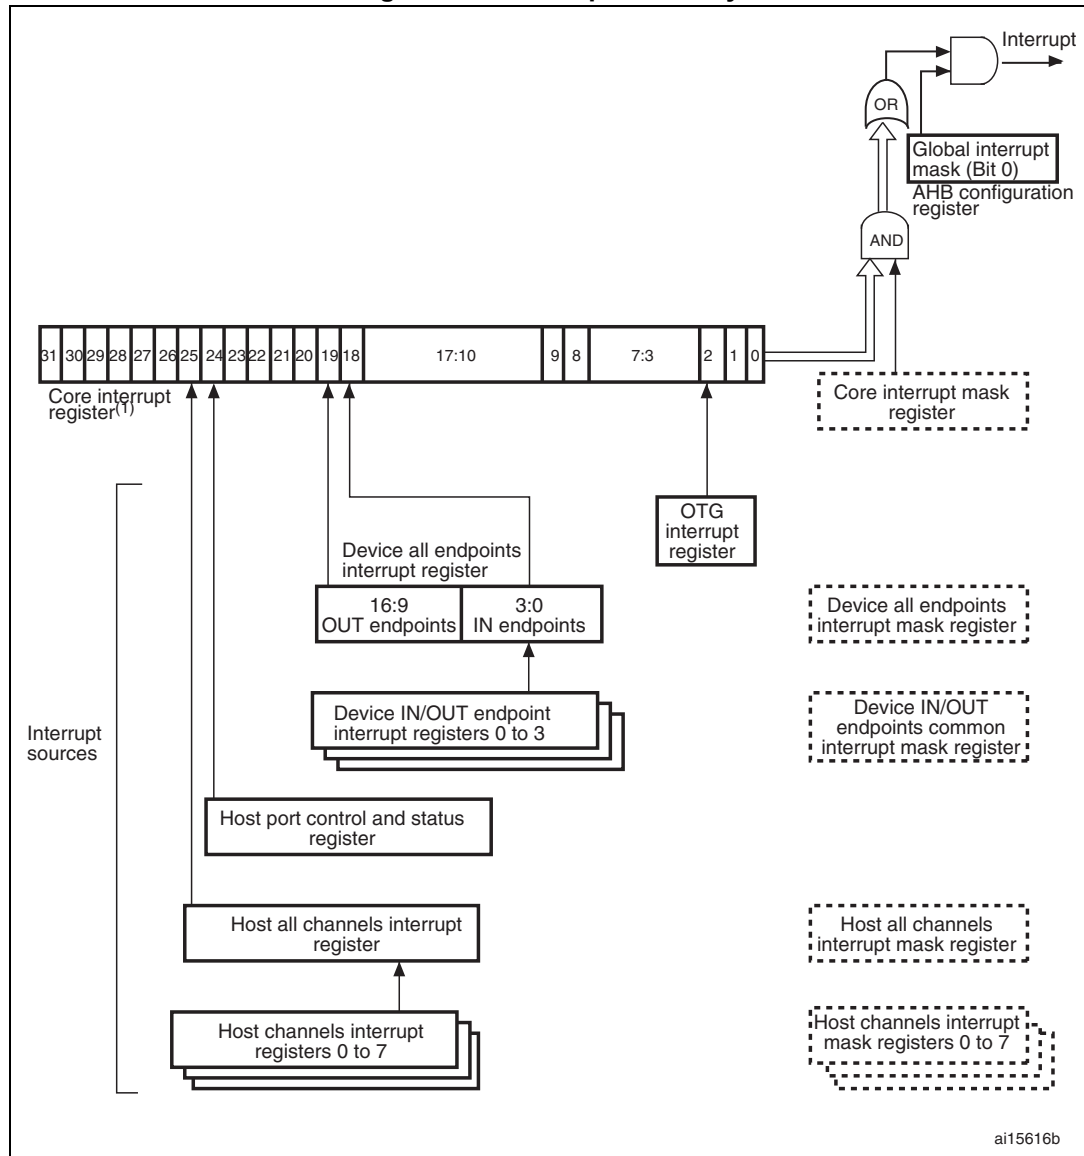 Interrupt
OR
Global interrupt
mask (Bit 0)
AHB configuration
register
AND
31 30 29 28 27 26 25 24 23 22 21 20 19 18 17:10 9 8 7:3 2 1 0
Core interrupt
register(1)
Core interrupt mask
register
OTG
interrupt
register
Device all endpoints
interrupt register
16:9
OUT endpoints
3:0
IN endpoints
Device all endpoints
interrupt mask register
Device IN/OUT endpoint
interrupt registers 0 to 3
Device IN/OUT
endpoints common
interrupt mask register
Interrupt
sources
Host port control and status
register
Host all channels interrupt
register
Host all channels
interrupt mask register
Host channels interrupt
registers 0 to 7
Host channels interrupt
mask registers 0 to 7
ai15616b